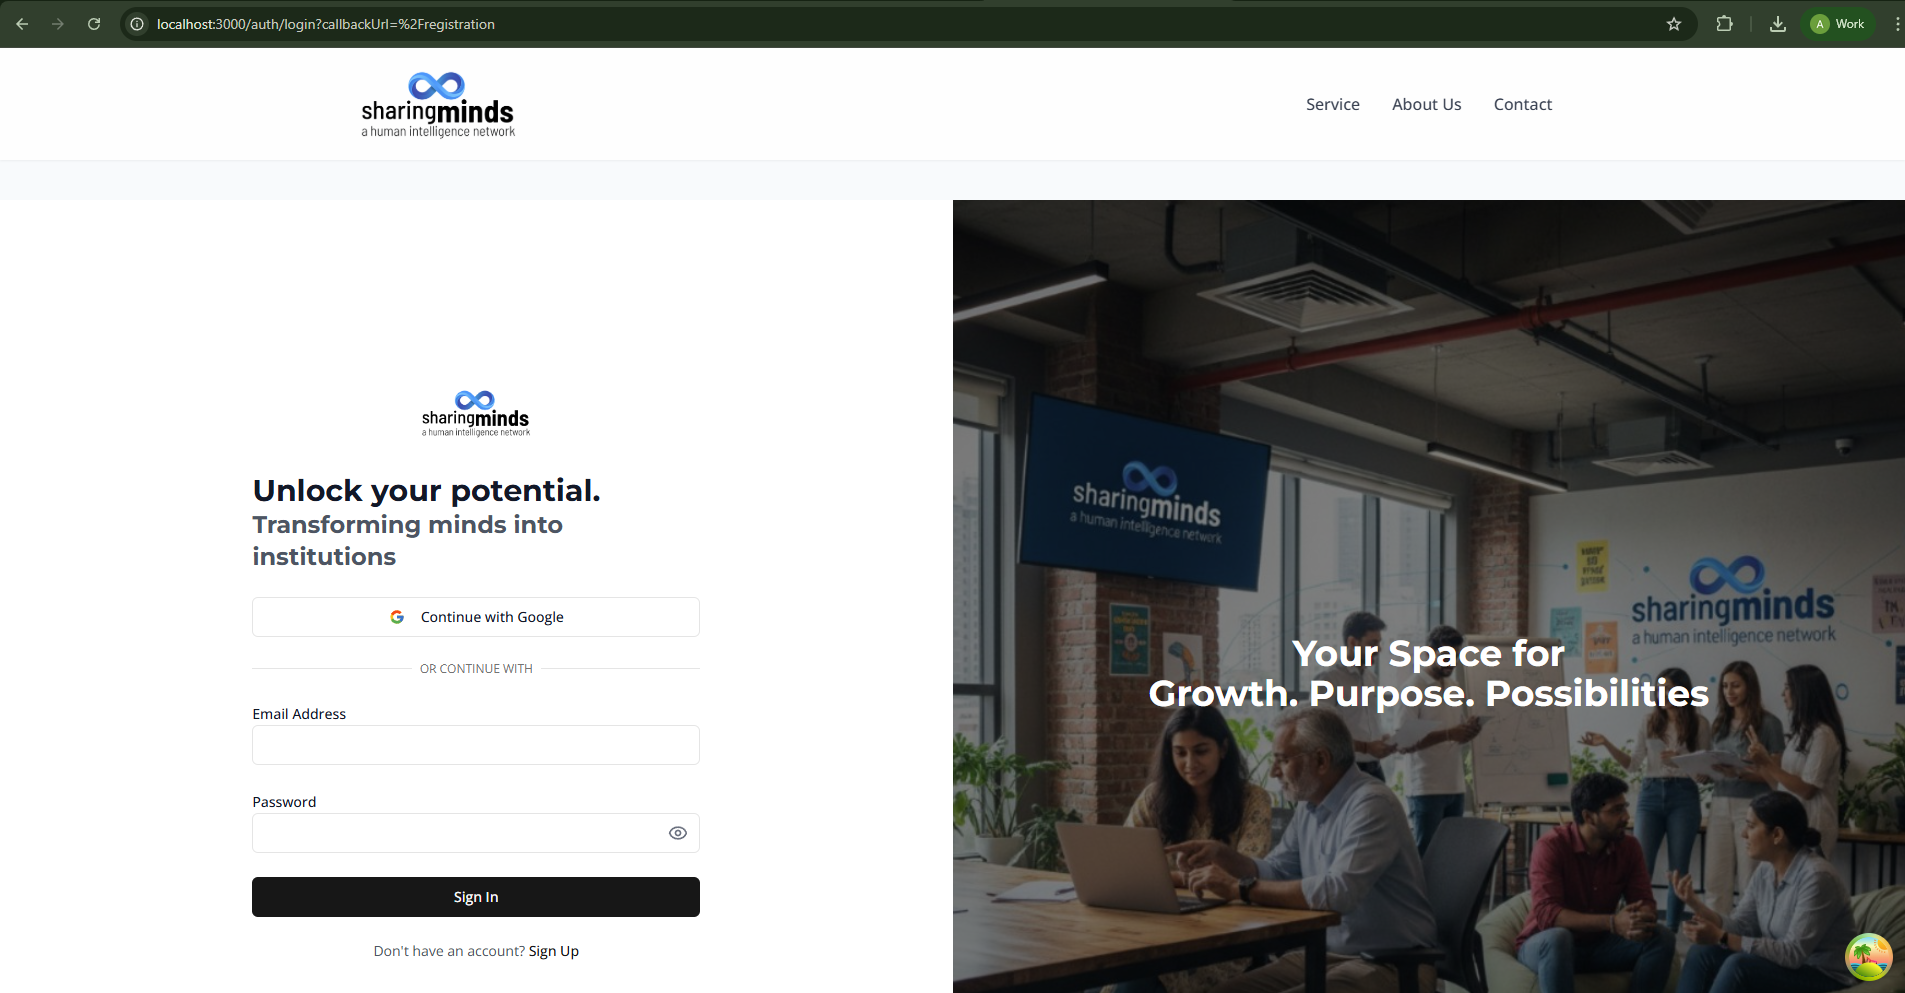 localhost:3000/auth/login?callbackUrl=%2Fregistration
A Work
sharingminds
a human intelligence network
Service About Us Contact
sharingminds
a human intelligence network
Unlock your potential.
Transforming minds into
institutions
Continue with Google
OR CONTINUE WITH
Email Address
Password
Sign In
Don't have an account? Sign Up
sharingminds
a human intelligence network
sharingminds
a human intelligence network
Your Space for
Growth. Purpose. Possibilities